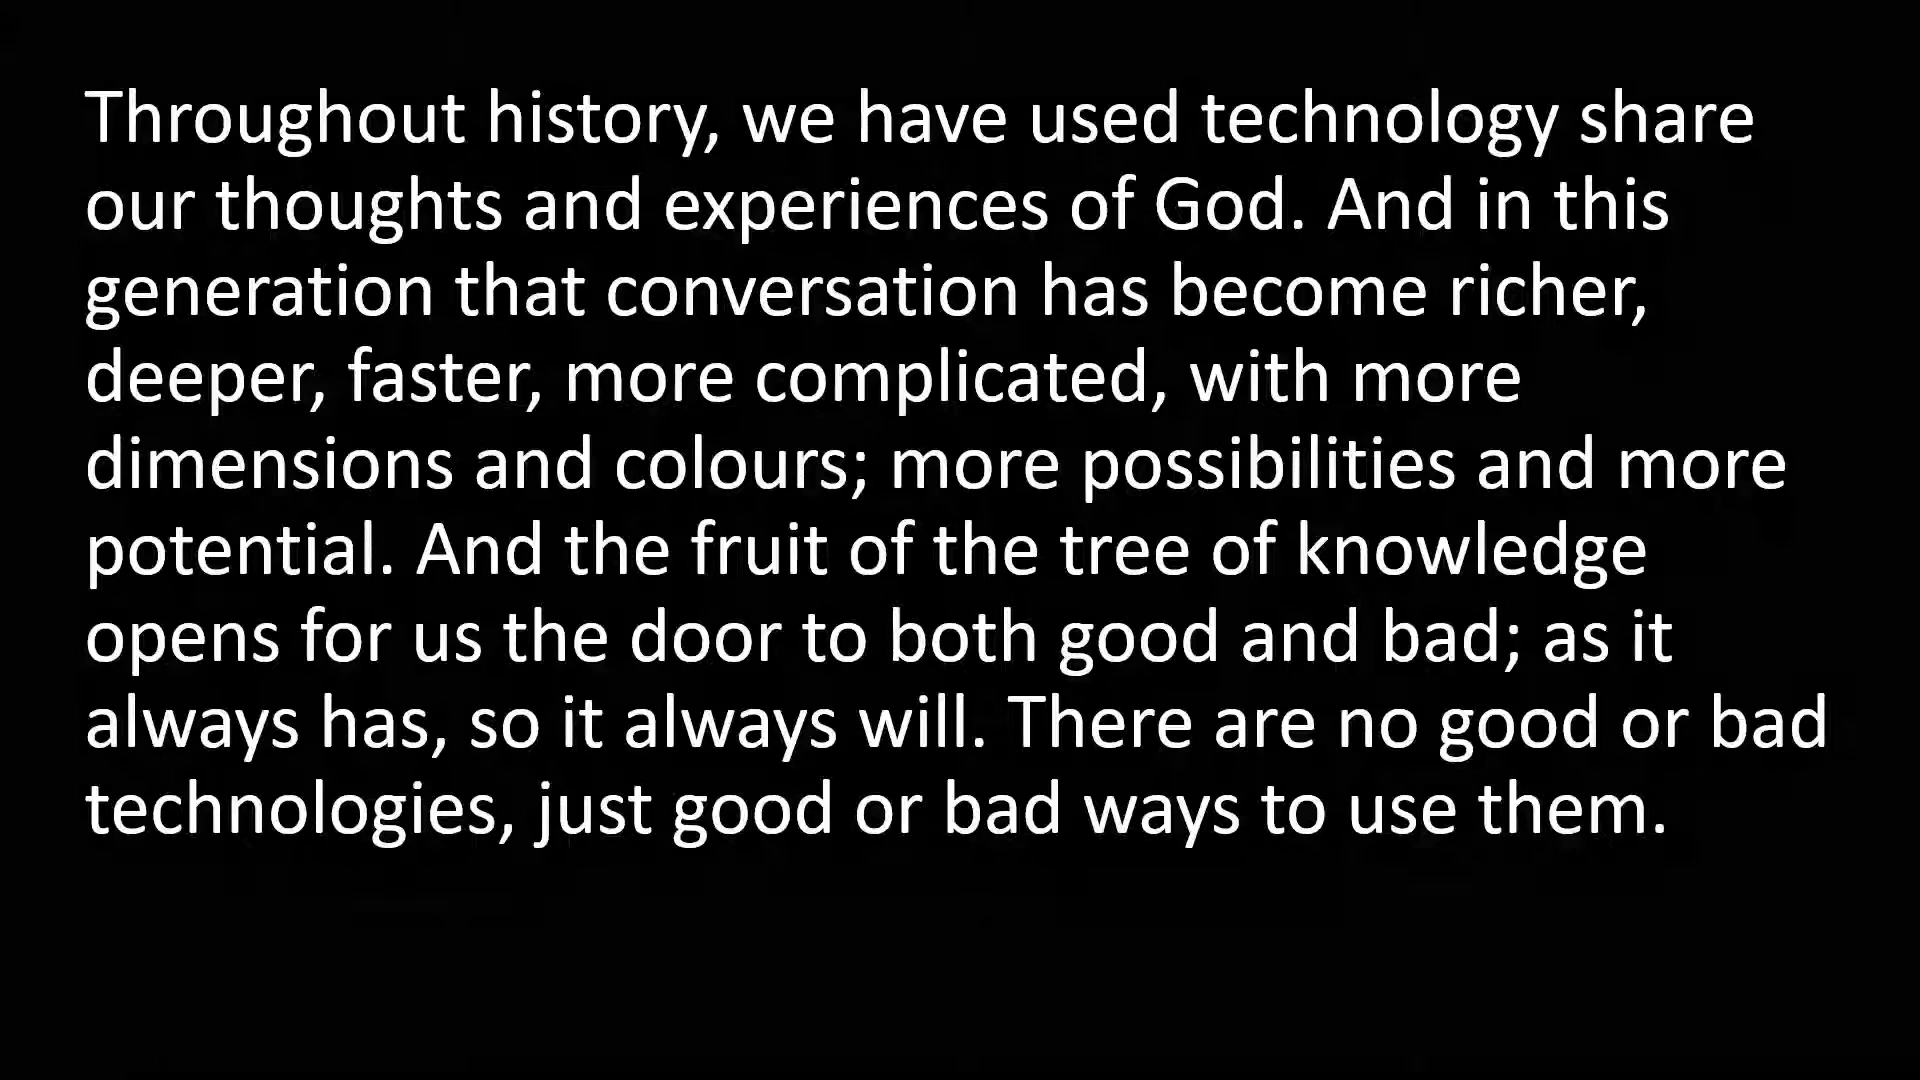 Throughout history, we have used technology share
our thoughts and experiences of God. And in this
generation that conversation has become richer,
deeper, faster, more complicated, with more
dimensions and colours; more possibilities and more
potential. And the fruit of the tree of knowledge
opens for us the door to both good and bad; as it
always has, so it always will. There are no good or bad
technologies, just good or bad ways to use them.